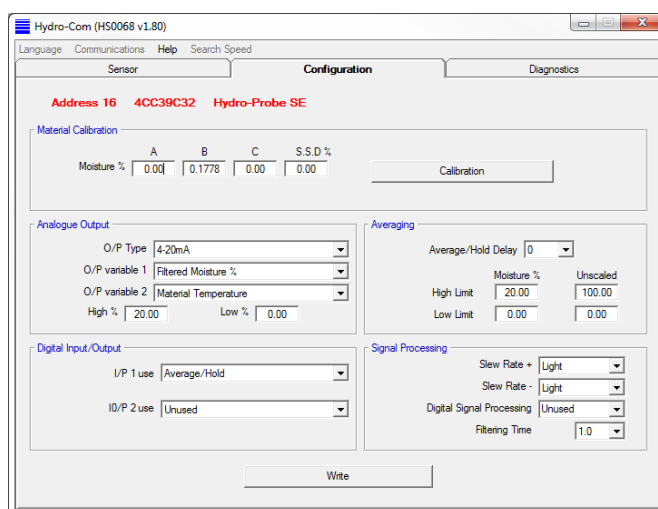 Hydro-Com (HS0068 v1.80)
Language Communications Help Search Speed
Sensor Configuration Diagnostics
Address 16 4CC39C32 Hydro-Probe SE
Material Calibration
A B C S.S.D %
Moisture % 0.00 0.1778 0.00 0.00 Calibration
Analogue Output
O/P Type 4-20mA
O/P variable 1 Filtered Moisture %
O/P variable 2 Material Temperature
High % 20.00 Low % 0.00
Averaging
Average/Hold Delay 0
Moisture % Unscaled
High Limit 20.00 100.00
Low Limit 0.00 0.00
Digital Input/Output
I/P 1 use Average/Hold
I0/P 2 use Unused
Signal Processing
Slew Rate + Light
Slew Rate - Light
Digital Signal Processing Unused
Filtering Time 1.0
Write